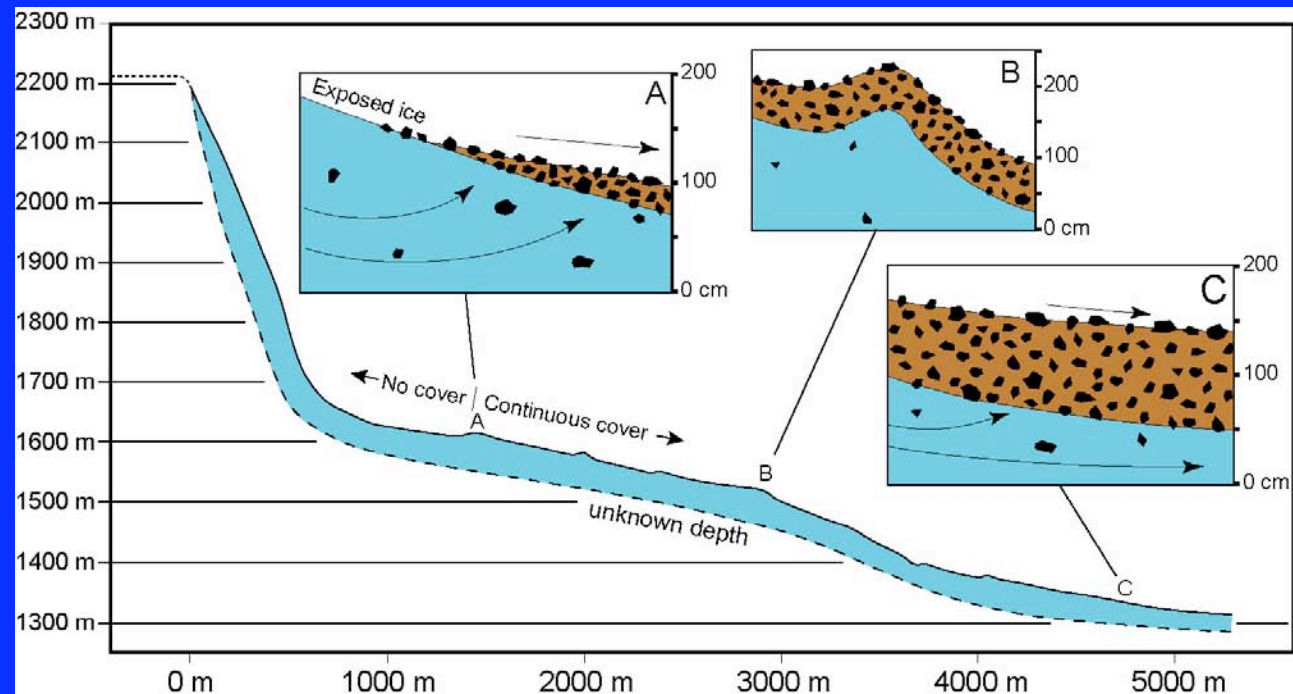 2300 m
2200 m
2100 m
2000 m
1900 m
1800 m
1700 m
1600 m
1500 m
1400 m
1300 m
Exposed ice
A
200
100
0 cm
B
200
100
0 cm
C
200
100
0 cm
No cover
Continuous cover
A
B
C
unknown depth
0 m
1000 m
2000 m
3000 m
4000 m
5000 m